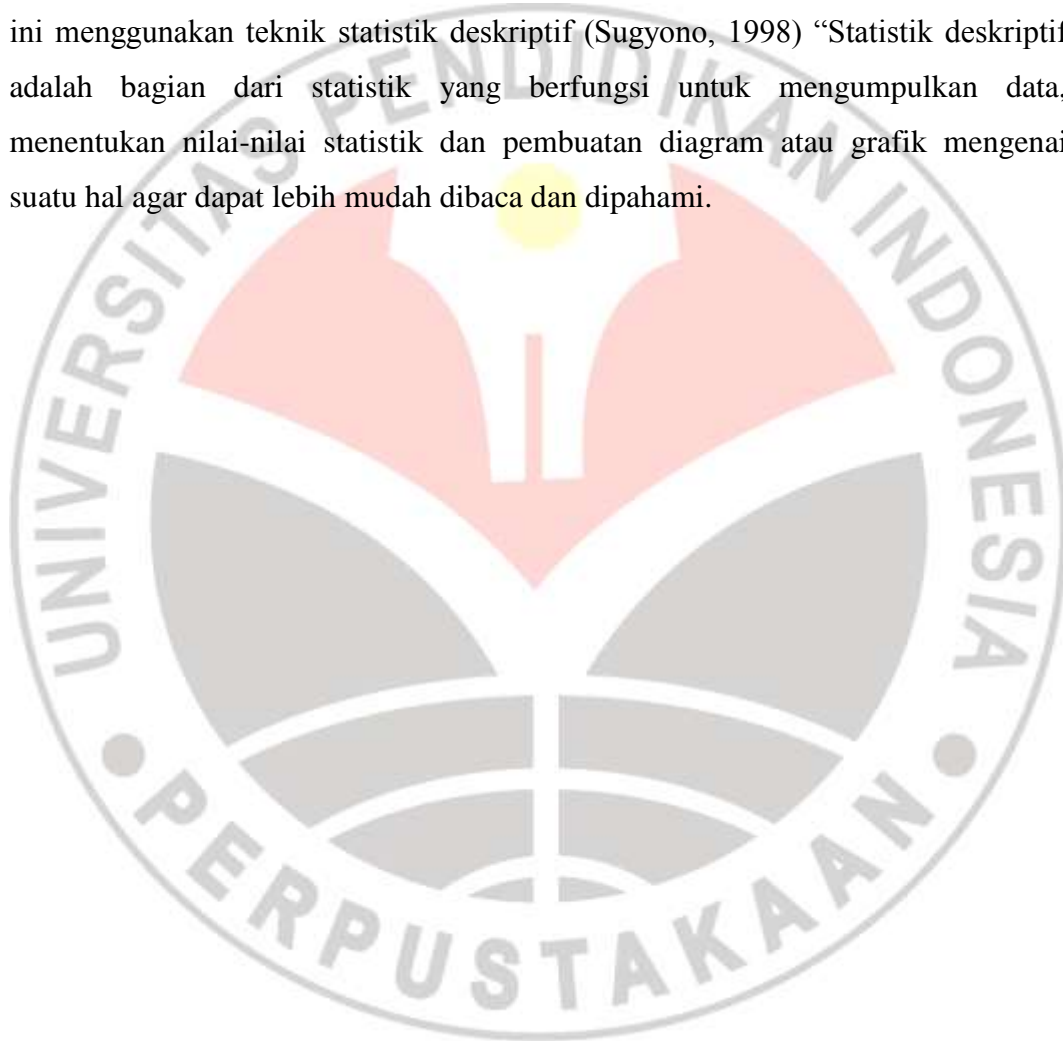 ini menggunakan teknik statistik deskriptif (Sugyono, 1998) “Statistik deskriptif
adalah bagian dari statistik yang berfungsi untuk mengumpulkan data,
menentukan nilai-nilai statistik dan pembuatan diagram atau grafik mengenai
suatu hal agar dapat lebih mudah dibaca dan dipahami.
UNIVERSITAS PENDIDIKAN INDONESIA
PERPUSTAKAAN